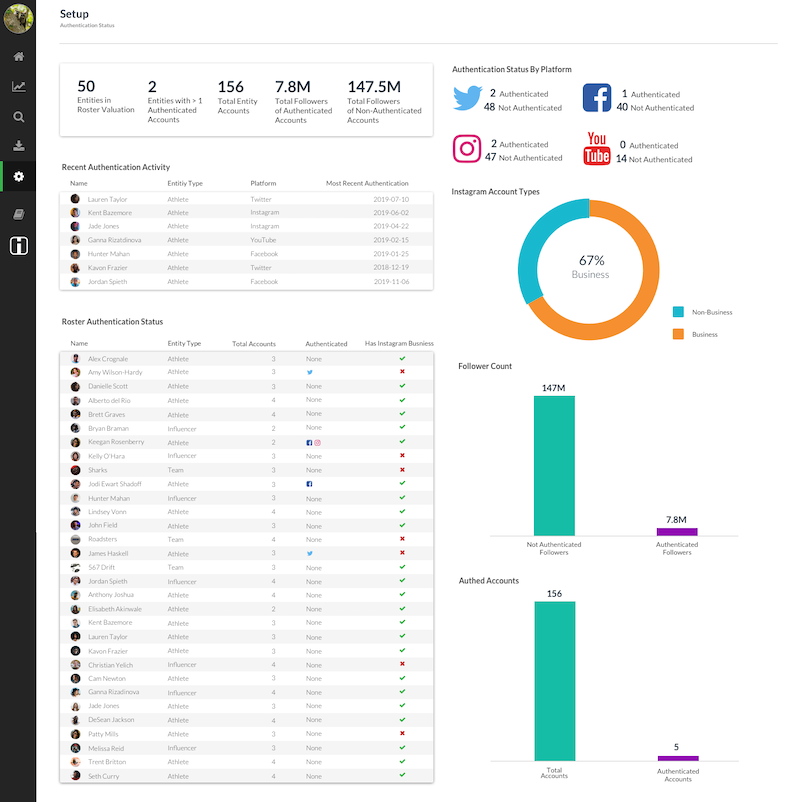 Setup
Authentication Status
50
Entities in
Roster Valuation
2
Entities with > 1
Authenticated
Accounts
156
Total Entity
Accounts
7.8M
Total Followers
of Authenticated
Accounts
147.5M
Total Followers
of Non-Authenticated
Accounts
Recent Authentication Activity
Name Entitiy Type Platform Most Recent Authentication
Lauren Taylor Athlete Twitter 2019-07-10
Kent Bazemore Athlete Instagram 2019-06-02
Jade Jones Athlete Instagram 2019-04-22
Ganna Rizatdinova Athlete YouTube 2019-02-15
Hunter Mahan Athlete Facebook 2019-01-25
Kavon Frazier Athlete Twitter 2018-12-19
Jordan Spieth Athlete Facebook 2019-11-06
Roster Authentication Status
Name Entity Type Total Accounts Authenticated Has Instagram Busniess
Alex Crognale Athlete 3 None
Amy Wilson-Hardy Athlete 3
Danielle Scott Athlete 3 None
Alberto del Rio Athlete 4 None
Brett Graves Athlete 4 None
Bryan Braman Influencer 2 None
Keegan Rosenberry Athlete 2
Kelly O'Hara Influencer 3 None
Sharks Team 3 None
Jodi Ewart Shadoff Athlete 3
Hunter Mahan Influencer 3 None
Lindsey Vonn Athlete 4 None
John Field Athlete 3 None
Roadsters Team 4 None
James Haskell Athlete 3
S67 Drift Team 3 None
Jordan Spieth Influencer 4 None
Anthony Joshua Athlete 4 None
Elisabeth Akinwale Athlete 2 None
Kent Bazemore Athlete 3 None
Lauren Taylor Athlete 3 None
Kavon Frazier Athlete 3 None
Christian Yelich Influencer 4 None
Cam Newton Athlete 3 None
Ganna Rizadinova Influencer 4 None
Jade Jones Athlete 3 None
DeSean Jackson Athlete 4 None
Patty Mills Athlete 3 None
Melissa Reid Influencer 3 None
Trent Britton Athlete 4 None
Seth Curry Athlete 4 None
Authentication Status By Platform
2 Authenticated
48 Not Authenticated
1 Authenticated
40 Not Authenticated
2 Authenticated
47 Not Authenticated
You
Tube
0 Authenticated
14 Not Authenticated
Instagram Account Types
67%
Business
Non-Business
Business
Follower Count
147M
7.8M
Not Authenticated
Followers
Authenticated
Followers
Authed Accounts
156
5
Total
Accounts
Authenticated
Accounts